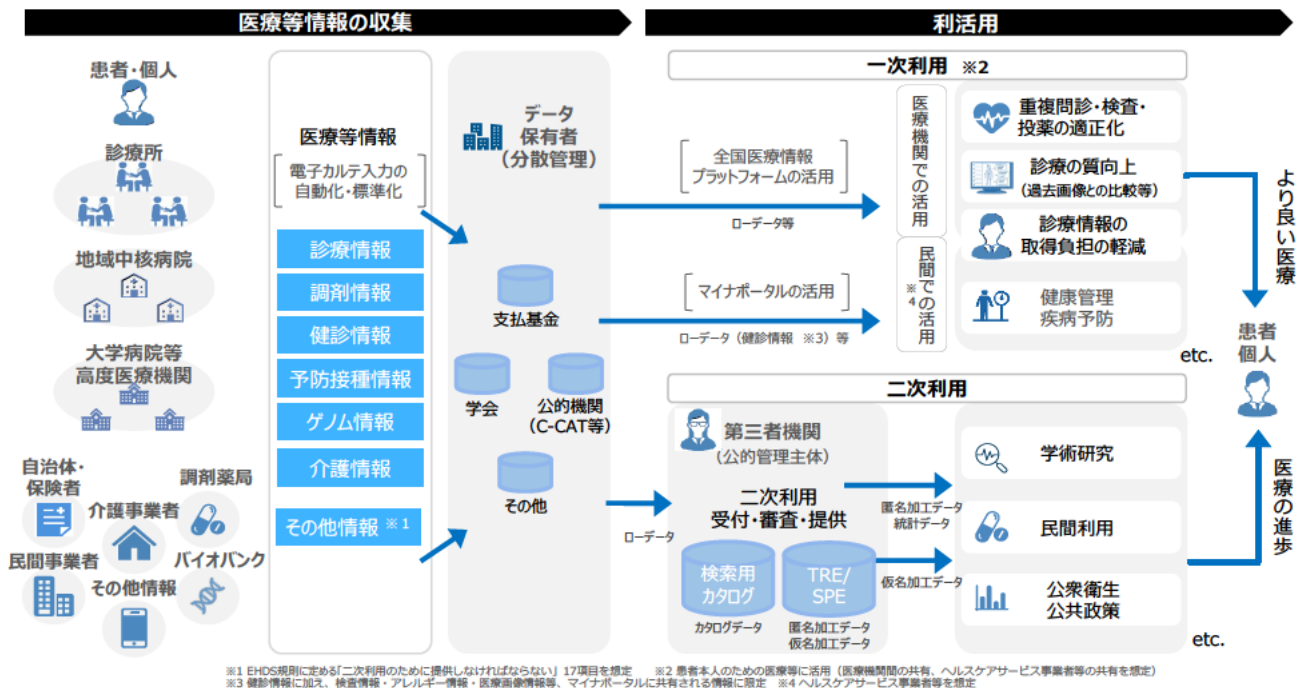 医療等情報の収集
利活用
患者・個人
診療所
地域中核病院
大学病院等
高度医療機関
自治体・
保険者
調剤薬局
介護事業者
民間事業者
バイオバンク
その他情報
医療等情報
電子カルテ入力の
自動化・標準化
診療情報
調剤情報
健診情報
予防接種情報
ゲノム情報
介護情報
その他情報 ※1
データ
保有者
(分散管理)
支払基金
学会
公的機関
(C-CAT等)
その他
一次利用 ※2
全国医療情報
プラットフォームの活用
ローデータ等
マイナポータルの活用
ローデータ（健診情報 ※3）等
医療機関での活用
民間での活用
※4
重複問診・検査・
投薬の適正化
診療の質向上
(過去画像との比較等)
診療情報の
取得負担の軽減
健康管理
疾病予防
etc.
二次利用
ローデータ
第三者機関
(公的管理主体)
二次利用
受付・審査・提供
検索用
カタログ
カタログデータ
TRE/
SPE
匿名加工データ
仮名加工データ
匿名加工データ
統計データ
仮名加工データ
学術研究
民間利用
公衆衛生
公共政策
etc.
より良い医療
患者
個人
医療の進歩
※1 EHDS規則に定める「二次利用のために提供しなければならない」17項目を想定 ※2 患者本人のための医療等に活用（医療機関間の共有、ヘルスケアサービス事業者等の共有を想定）
※3 健診情報に加え、検査情報・アレルギー情報・医療画像情報等、マイナポータルに共有される情報に限定 ※4 ヘルスケアサービス事業者等を想定